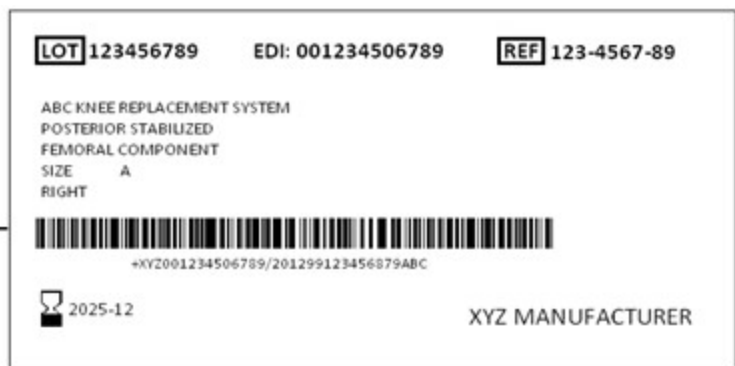 LOT 123456789 EDI: 001234506789 REF 123-4567-89
ABC KNEE REPLACEMENT SYSTEM
POSTERIOR STABILIZED
FEMORAL COMPONENT
SIZE A
RIGHT
+XYZ001234506789/201299123456879ABC
2025-12
XYZ MANUFACTURER